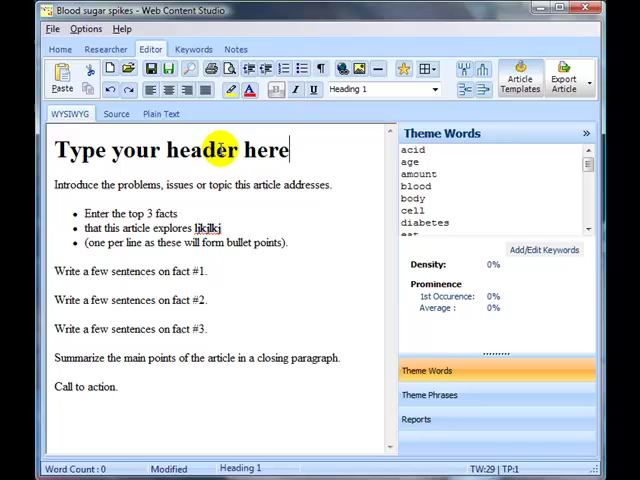 Blood sugar spikes - Web Content Studio
File Options Help
Home Researcher Editor Keywords Notes
Paste
Heading 1
Article Templates
Export Article
WYSIWYG Source Plain Text
Type your header here
Introduce the problems, issues or topic this article addresses.
• Enter the top 3 facts
• that this article explores ljkjlkj
• (one per line as these will form bullet points).
Write a few sentences on fact #1.
Write a few sentences on fact #2.
Write a few sentences on fact #3.
Summarize the main points of the article in a closing paragraph.
Call to action.
Theme Words »
acid
age
amount
blood
body
cell
diabetes
eat
Add/Edit Keywords
Density: 0%
Prominence
1st Occurence: 0%
Average : 0%
Theme Words
Theme Phrases
Reports
Word Count : 0 Modified Heading 1 TW:29 | TP:1